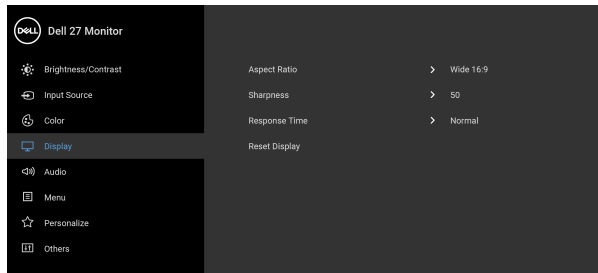 DELL Dell 27 Monitor
Brightness/Contrast
Input Source
Color
Display
Audio
Menu
Personalize
Others
Aspect Ratio Wide 16:9
Sharpness 50
Response Time Normal
Reset Display